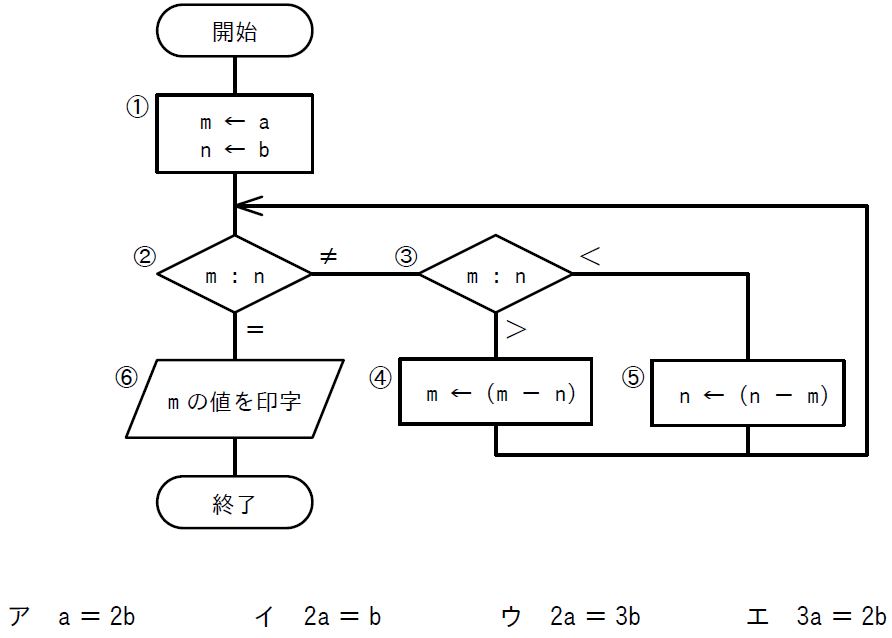 開始
①
m ← a
n ← b
② m : n ≠
③ m : n <
=
>
⑥ mの値を印字
④ m ← (m − n)
⑤ n ← (n − m)
終了
ア a = 2b イ 2a = b ウ 2a = 3b エ 3a = 2b